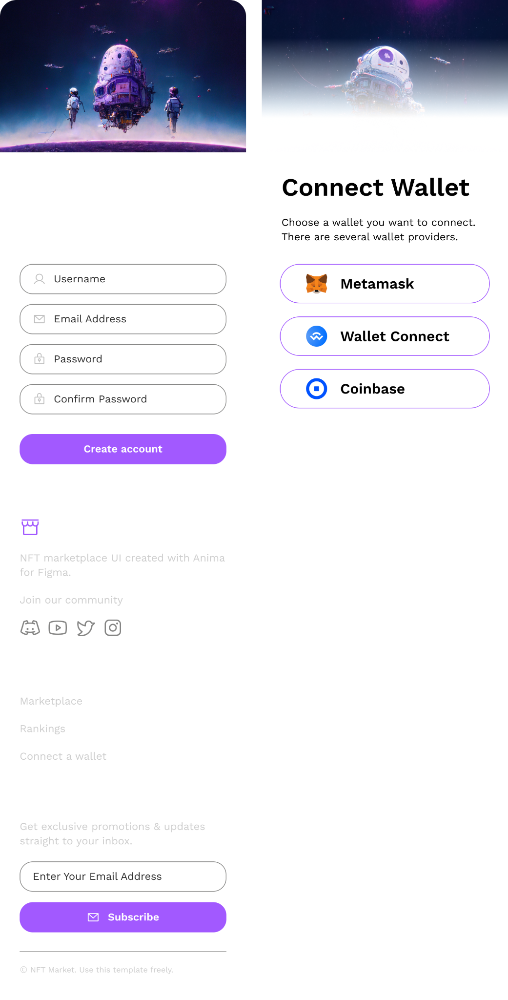 Username
Email Address
Password
Confirm Password
Create account
NFT marketplace UI created with Anima
for Figma.
Join our community
Marketplace
Rankings
Connect a wallet
Get exclusive promotions & updates
straight to your inbox.
Enter Your Email Address
Subscribe
© NFT Market. Use this template freely.
Connect Wallet
Choose a wallet you want to connect.
There are several wallet providers.
Metamask
Wallet Connect
Coinbase